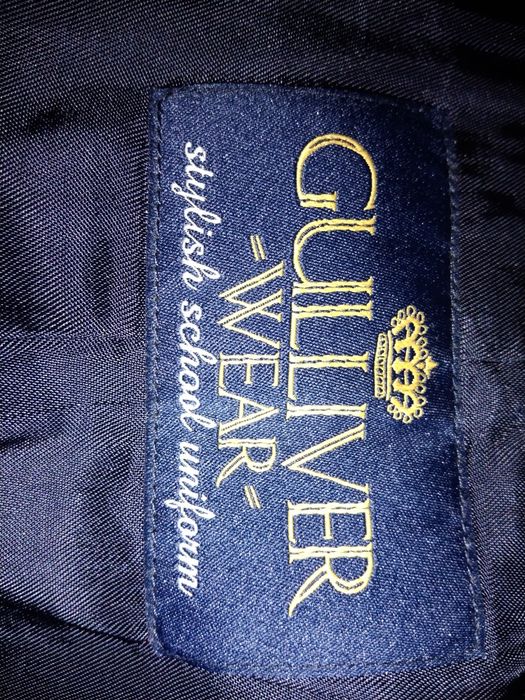 GULLIVER
= WEAR =
stylish school uniform